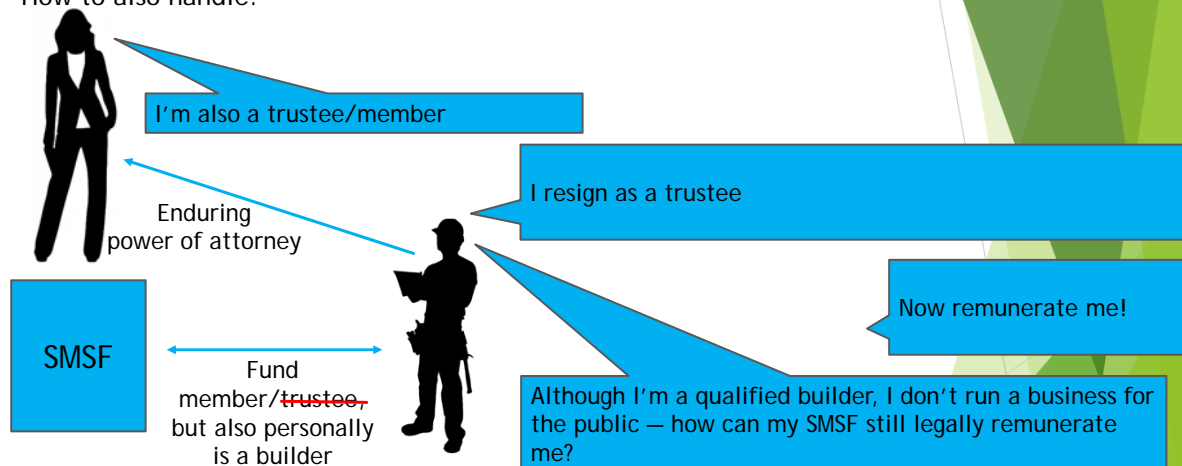 How to also handle?
I'm also a trustee/member
I resign as a trustee
Enduring
power of attorney
Now remunerate me!
SMSF
Fund
member/trustee,
but also personally
is a builder
Although I'm a qualified builder, I don't run a business for
the public — how can my SMSF still legally remunerate
me?